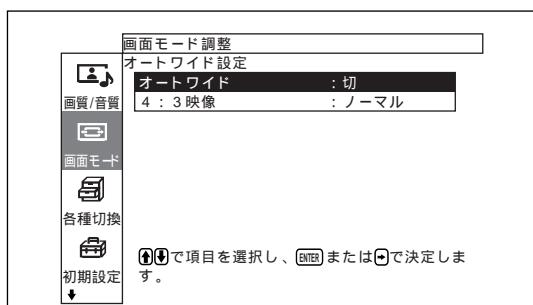 画面モード調整
オートワイド設定
オートワイド ：切
4：3映像 ：ノーマル
画質/音質
画面モード
各種切換
初期設定
で項目を選択し、ENTERまたはで決定しま
す。